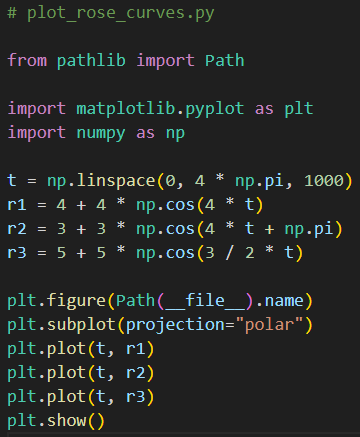 # plot_rose_curves.py
from pathlib import Path
import matplotlib.pyplot as plt
import numpy as np
t = np.linspace(0, 4 * np.pi, 1000)
r1 = 4 + 4 * np.cos(4 * t)
r2 = 3 + 3 * np.cos(4 * t + np.pi)
r3 = 5 + 5 * np.cos(3 / 2 * t)
plt.figure(Path(__file__).name)
plt.subplot(projection="polar")
plt.plot(t, r1)
plt.plot(t, r2)
plt.plot(t, r3)
plt.show()